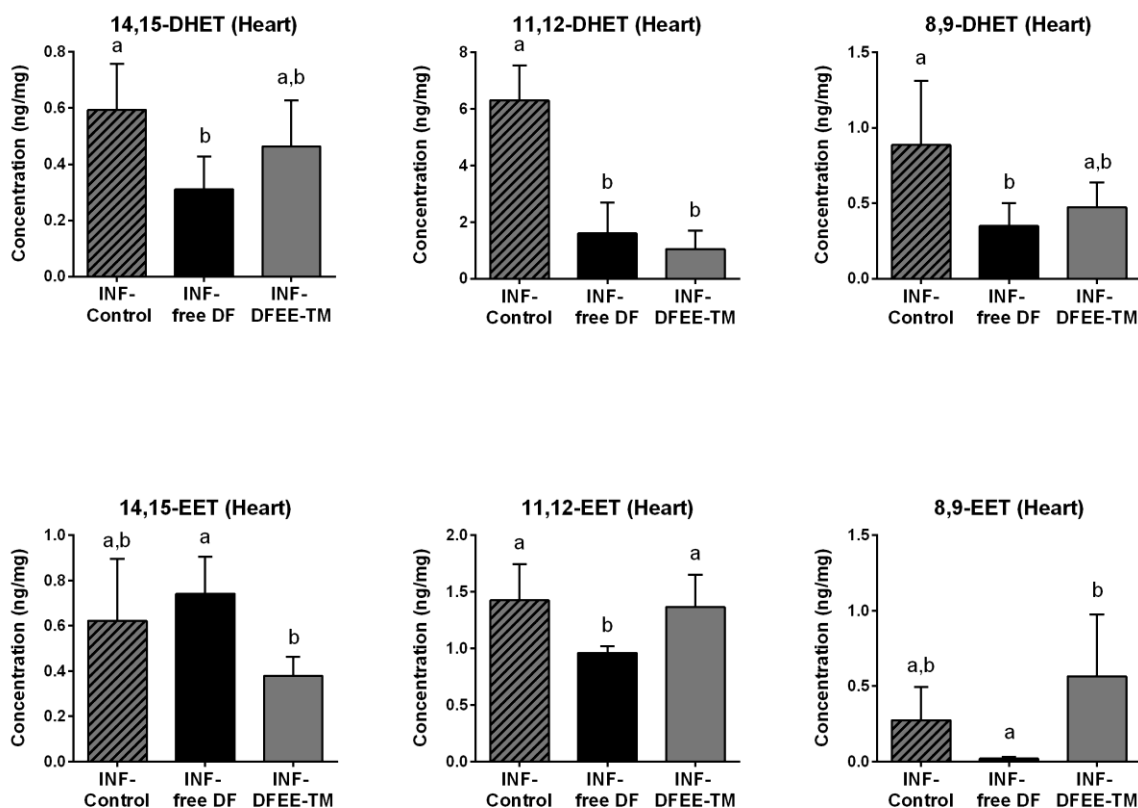 14,15-DHET (Heart)
Concentration (ng/mg)
0.8
0.6
0.4
0.2
0.0
a
b
a,b
INF-
Control
INF-
free DF
INF-
DFEE-TM
11,12-DHET (Heart)
Concentration (ng/mg)
8
6
4
2
0
a
b
b
INF-
Control
INF-
free DF
INF-
DFEE-TM
8,9-DHET (Heart)
Concentration (ng/mg)
1.5
1.0
0.5
0.0
a
b
a,b
INF-
Control
INF-
free DF
INF-
DFEE-TM
14,15-EET (Heart)
Concentration (ng/mg)
1.0
0.8
0.6
0.4
0.2
0.0
a,b
a
b
INF-
Control
INF-
free DF
INF-
DFEE-TM
11,12-EET (Heart)
Concentration (ng/mg)
2.0
1.5
1.0
0.5
0.0
a
b
a
INF-
Control
INF-
free DF
INF-
DFEE-TM
8,9-EET (Heart)
Concentration (ng/mg)
1.5
1.0
0.5
0.0
a,b
a
b
INF-
Control
INF-
free DF
INF-
DFEE-TM